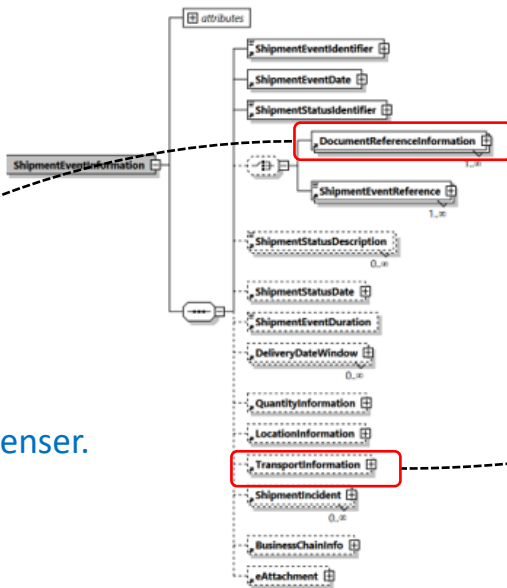 attributes
ShipmentEventIdentifier
ShipmentEventDate
ShipmentStatusIdentifier
DocumentReferenceInformation
1..∞
ShipmentEventInformation
ShipmentEventReference
1..∞
ShipmentStatusDescription
0..∞
ShipmentStatusDate
ShipmentEventDuration
DeliveryDateWindow
0..∞
QuantityInformation
enser.
LocationInformation
TransportInformation
ShipmentIncident
0..∞
BusinessChainInfo
eAttachment